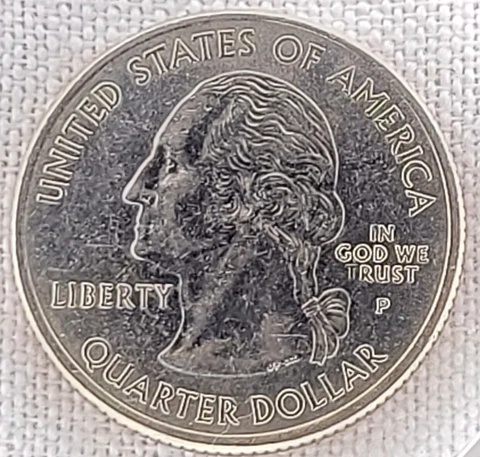 UNITED STATES OF AMERICA
LIBERTY
IN
GOD WE
TRUST
P
QUARTER DOLLAR